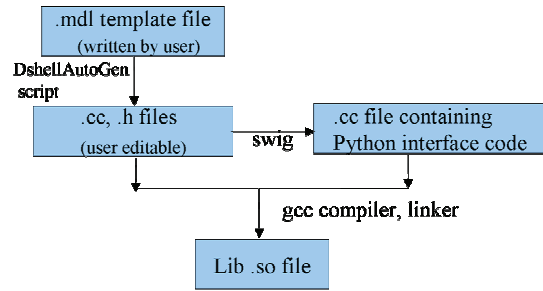 .mdl template file
(written by user)
DshellAutoGen
script
.cc, .h files
(user editable)
swig
.cc file containing
Python interface code
gcc compiler, linker
Lib .so file